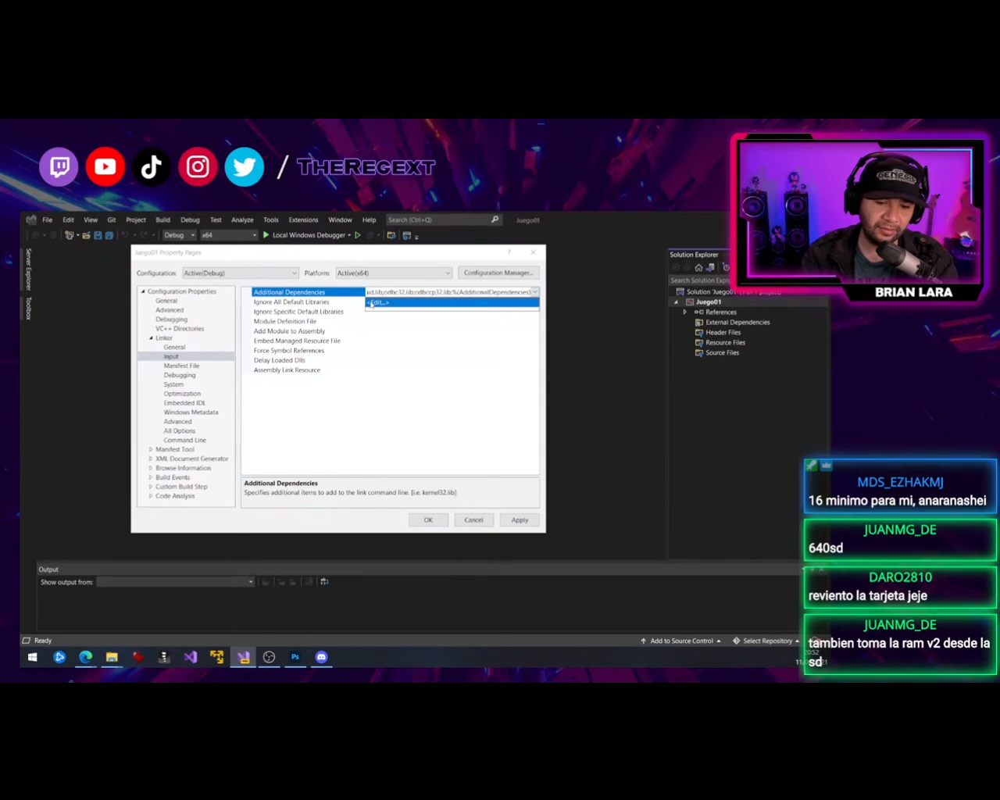 / TheRegext
GENESIS
BRIAN LARA
File Edit View Git Project Build Debug Test Analyze Tools Extensions Window Help Search (Ctrl+Q) Juego01
Debug x64 Local Windows Debugger
Server Explorer
Toolbox
Juego01 Property Pages ?
Configuration: Active(Debug) Platform: Active(x64) Configuration Manager...
Configuration Properties
General
Advanced
Debugging
VC++ Directories
Linker
General
Input
Manifest File
Debugging
System
Optimization
Embedded IDL
Windows Metadata
Advanced
All Options
Command Line
Manifest Tool
XML Document Generator
Browse Information
Build Events
Custom Build Step
Code Analysis
Additional Dependencies uid.lib;odbc32.lib;odbccp32.lib;%(AdditionalDependencies)
Ignore All Default Libraries <Edit...>
Ignore Specific Default Libraries
Module Definition File
Add Module to Assembly
Embed Managed Resource File
Force Symbol References
Delay Loaded Dlls
Assembly Link Resource
Additional Dependencies
Specifies additional items to add to the link command line. [i.e. kernel32.lib]
OK Cancel Apply
Solution Explorer
Search Solution Explo
Solution 'Juego01'
Juego01
References
External Dependencies
Header Files
Resource Files
Source Files
Output
Show output from:
Ready
Add to Source Control Select Repository
Ps
20:52
MDS_EZHAKMJ
16 minimo para mi, anaranashei
JUANMG_DE
640sd
DARO2810
reviento la tarjeta jeje
JUANMG_DE
tambien toma la ram v2 desde la
sd